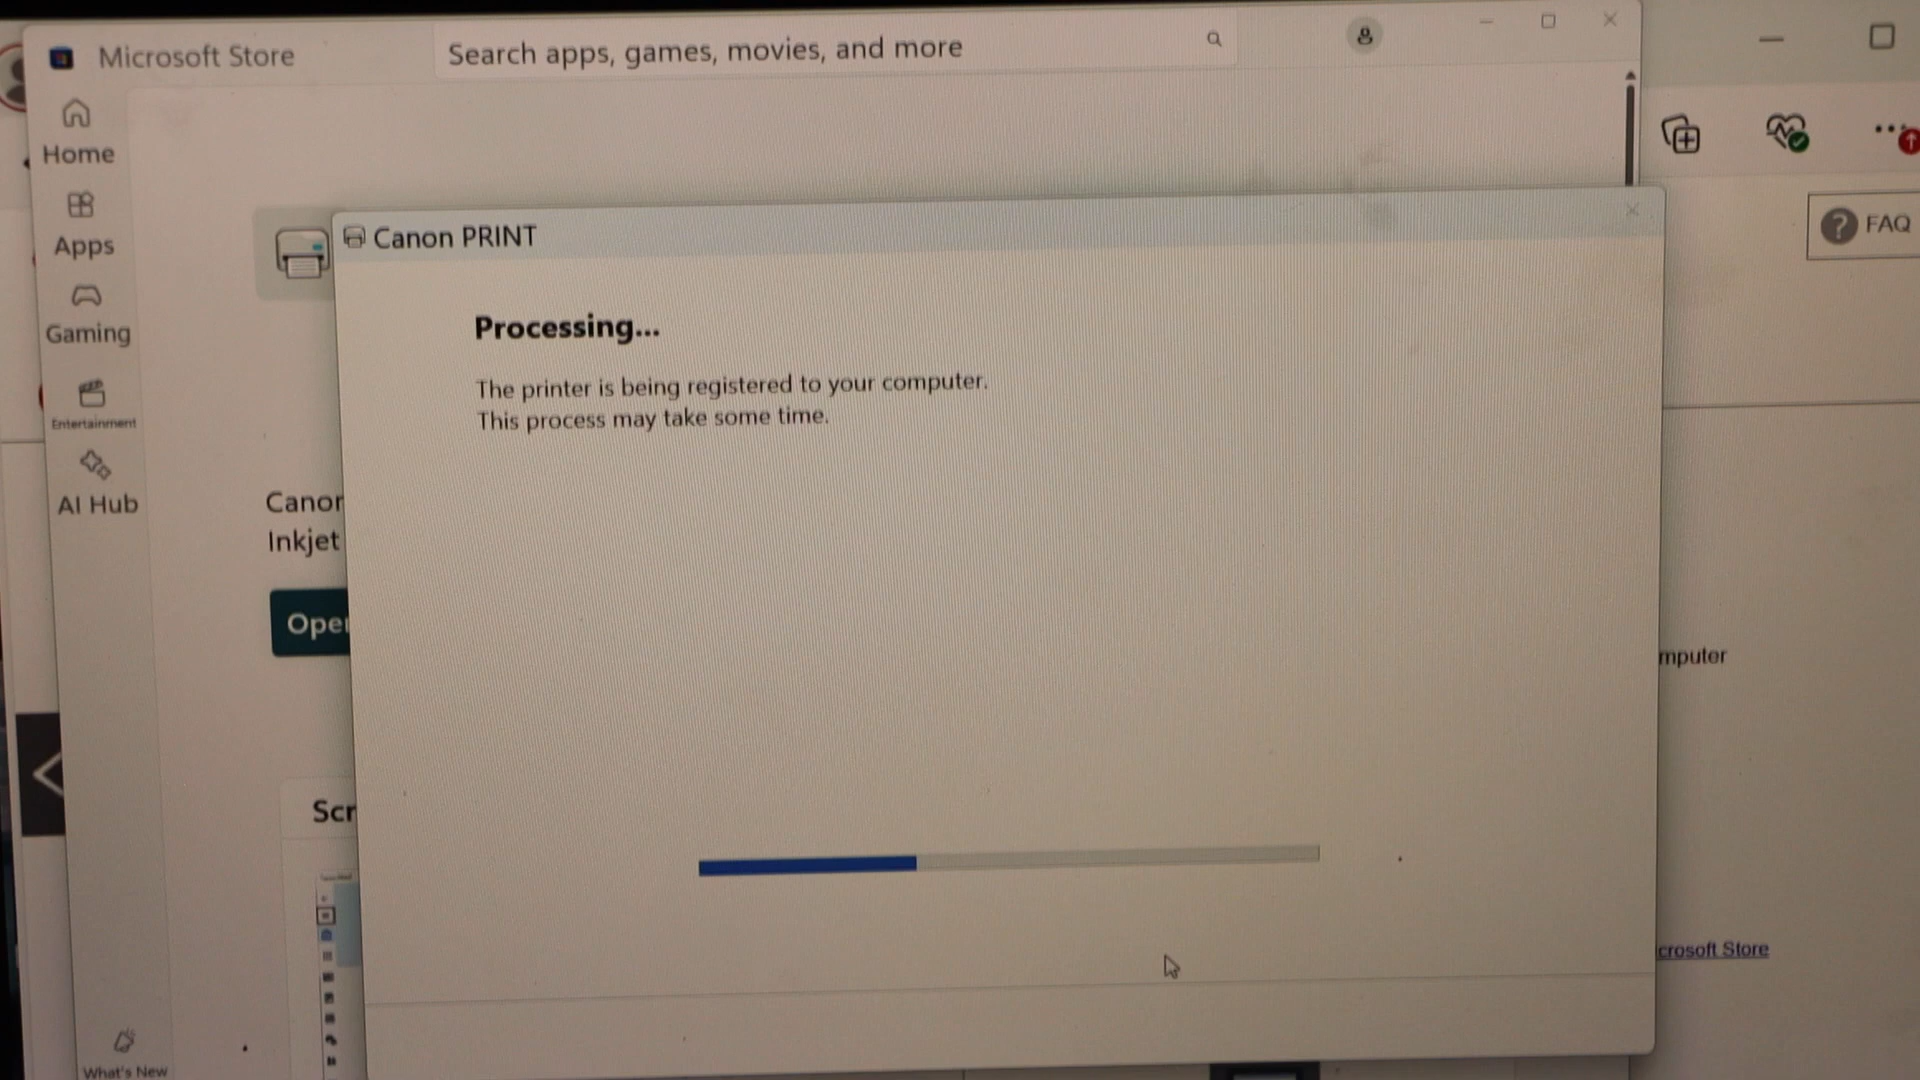 Microsoft Store
Search apps, games, movies, and more
Home
Apps
Gaming
Entertainment
AI Hub
What's New
Canon PRINT
Processing...
The printer is being registered to your computer.
This process may take some time.
Canon
Inkjet
Open
Scr
FAQ
mputer
crosoft Store